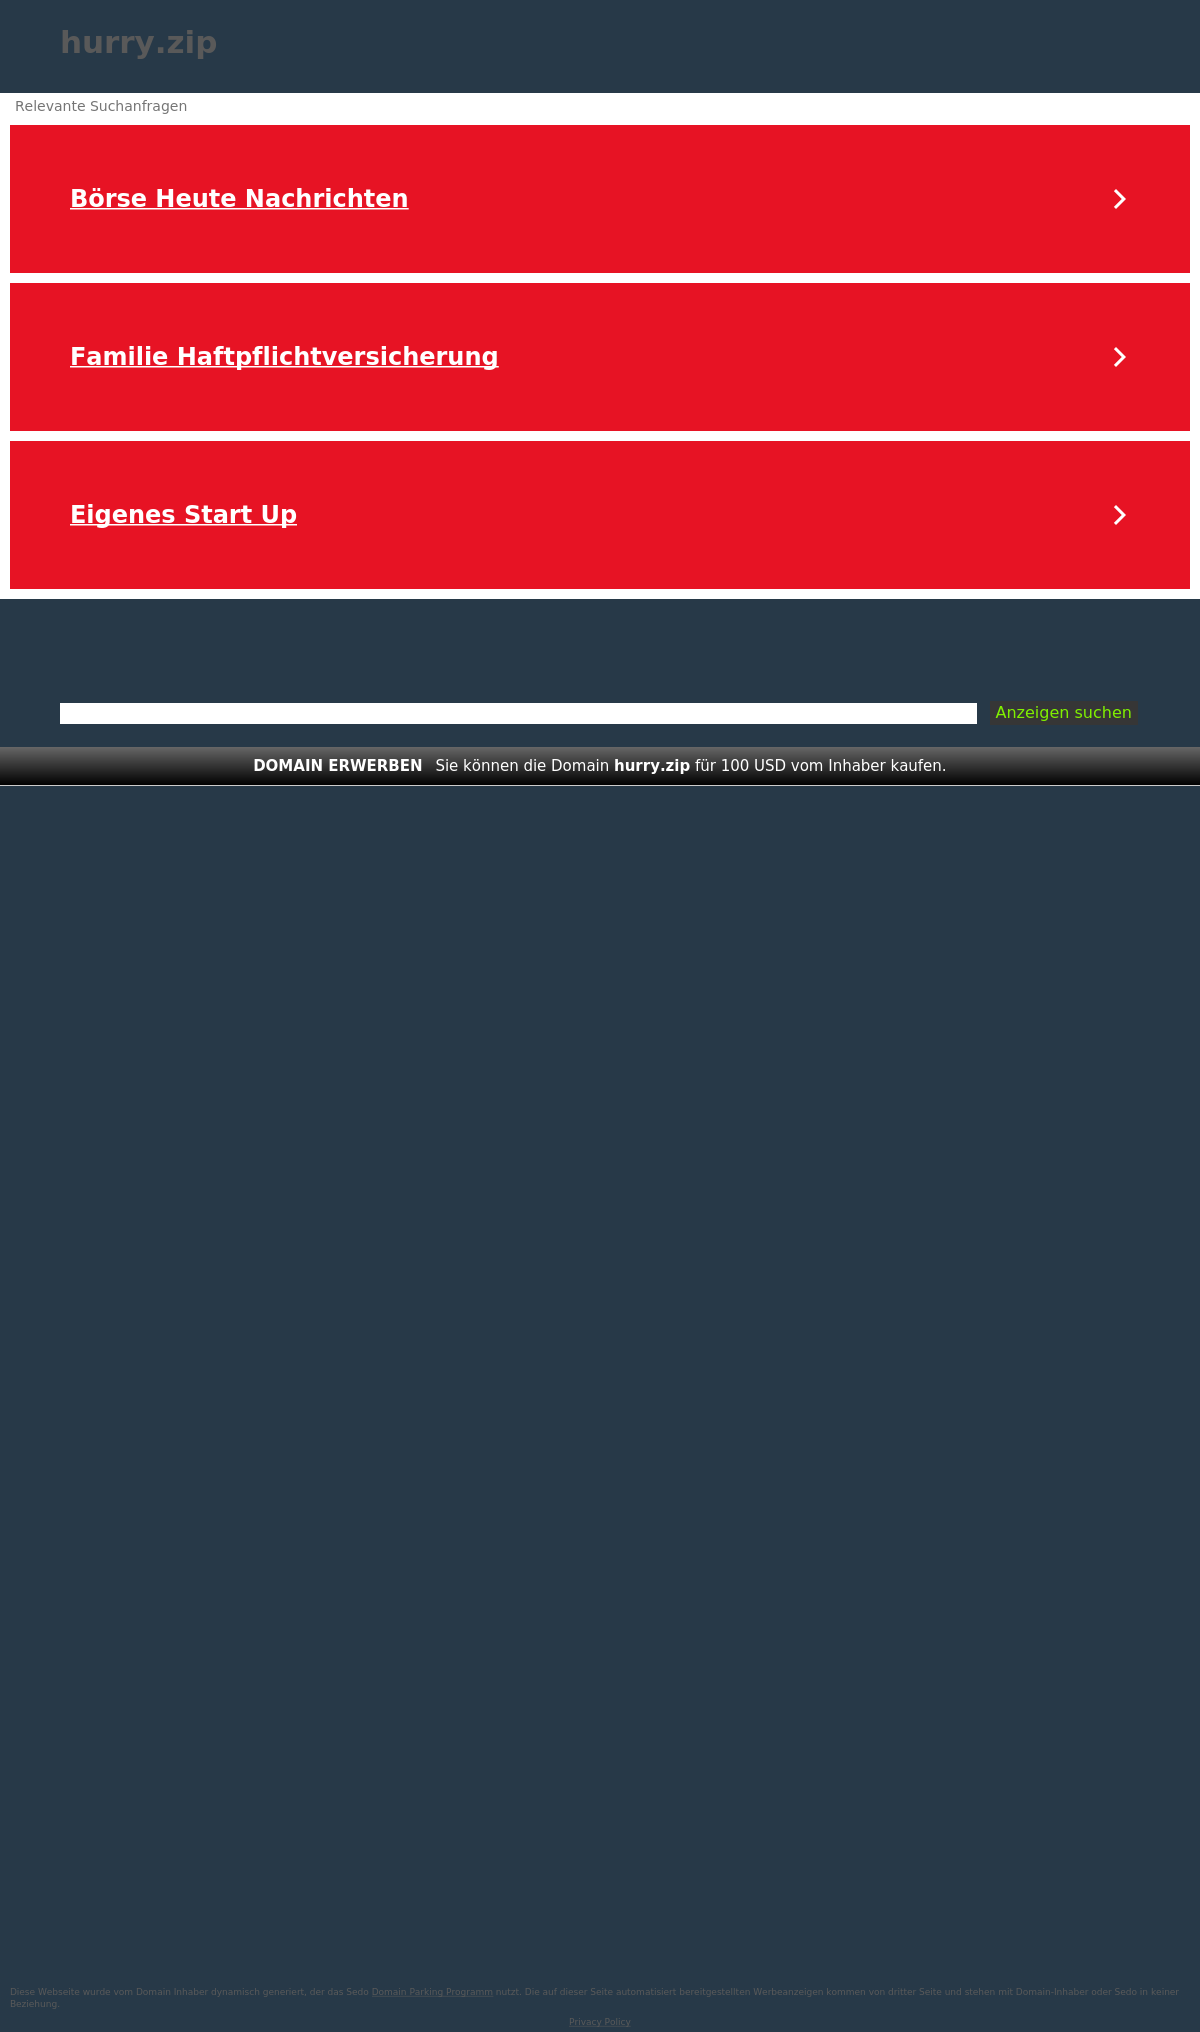 hurry.zip
Relevante Suchanfragen
Börse Heute Nachrichten
Familie Haftpflichtversicherung
Eigenes Start Up
Anzeigen suchen
DOMAIN ERWERBEN Sie können die Domain hurry.zip für 100 USD vom Inhaber kaufen.
Diese Webseite wurde vom Domain Inhaber dynamisch generiert, der das Sedo Domain Parking Programm nutzt. Die auf dieser Seite automatisiert bereitgestellten Werbeanzeigen kommen von dritter Seite und stehen mit Domain-Inhaber oder Sedo in keiner
Beziehung.
Privacy Policy